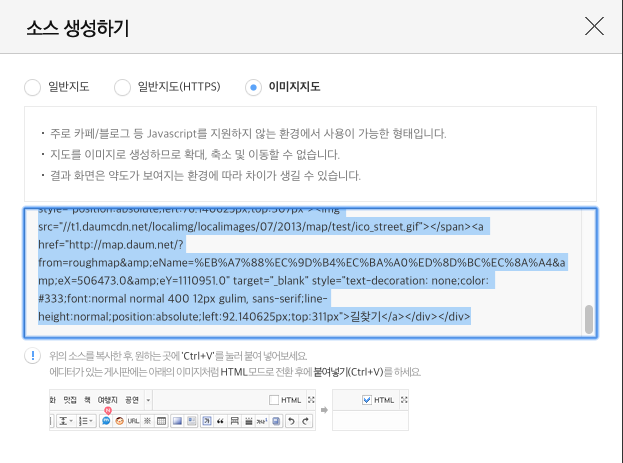 소스 생성하기
일반지도 일반지도(HTTPS) 이미지지도
• 주로 카페/블로그 등 Javascript를 지원하지 않는 환경에서 사용이 가능한 형태입니다.
• 지도를 이미지로 생성하므로 확대, 축소 및 이동할 수 없습니다.
• 결과 화면은 약도가 보여지는 환경에 따라 차이가 생길 수 있습니다.
style="position:absolute;left:76.140625px;top:307px"><img
src="//t1.daumcdn.net/localimg/localimages/07/2013/map/test/ico_street.gif"></span><a
href="http://map.daum.net/?
from=roughmap&amp;eName=%EB%A7%88%EC%9D%B4%EC%BA%A0%ED%8D%BC%EC%8A%A4&am
p;eX=506473.0&amp;eY=1110951.0" target="_blank" style="text-decoration: none;color:
#333;font:normal normal 400 12px gulim, sans-serif;line-
height:normal;position:absolute;left:92.140625px;top:311px">길찾기</a></div></div>
위의 소스를 복사한 후, 원하는 곳에 'Ctrl+V'를 눌러 붙여 넣어보세요.
에디터가 있는 게시판에는 아래의 이미지처럼 HTML 모드로 전환 후에 붙여넣기(Ctrl+V)를 하세요.
화 맛집 책 여행지 공연 HTML HTML
URL ※